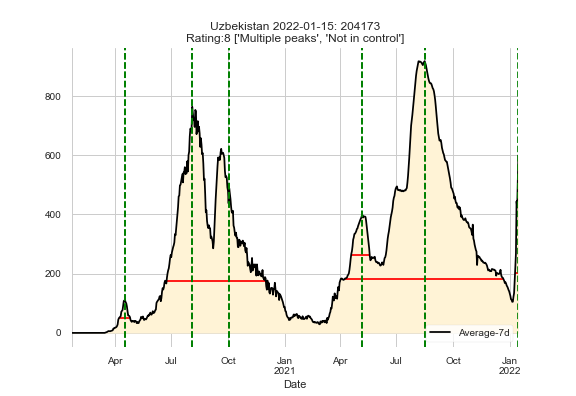 Uzbekistan 2022-01-15: 204173
Rating:8 ['Multiple peaks', 'Not in control']
800
600
400
200
0
Apr Jul Oct Jan Apr Jul Oct Jan
2021 2022
Date
Average-7d